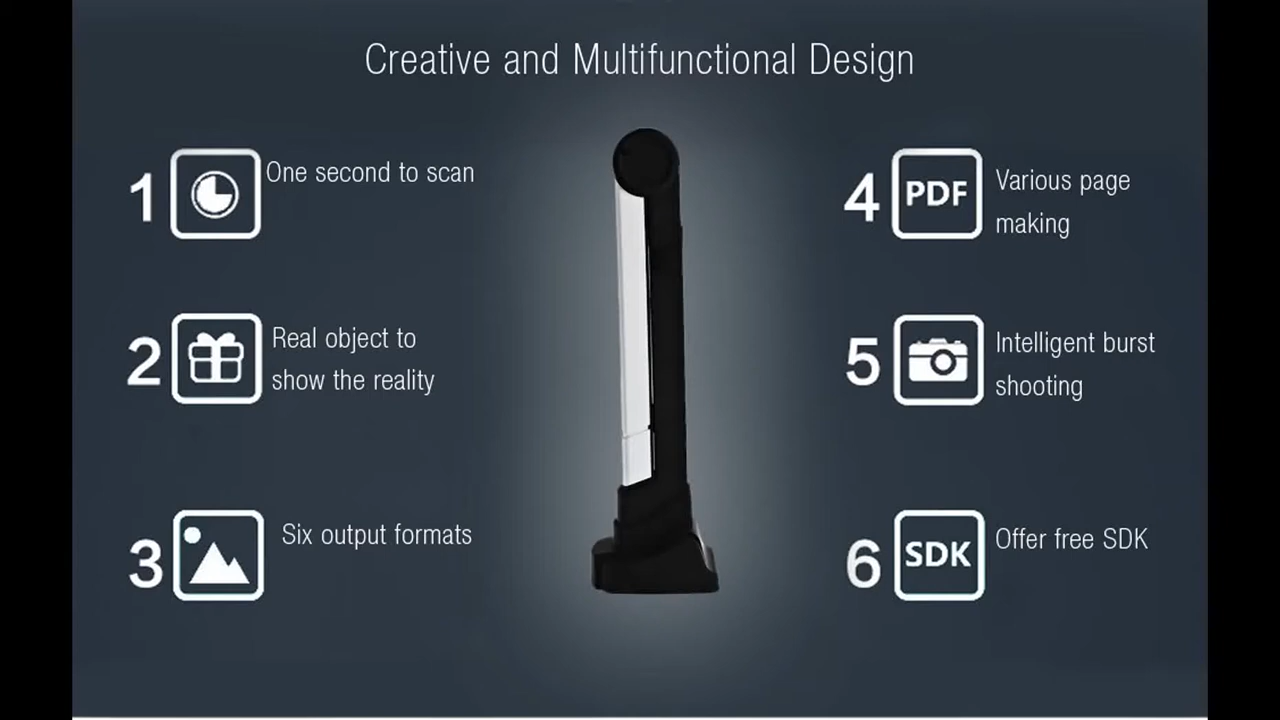 Creative and Multifunctional Design
1
One second to scan
2
Real object to
show the reality
3
Six output formats
4
PDF
Various page
making
5
Intelligent burst
shooting
6
SDK
Offer free SDK